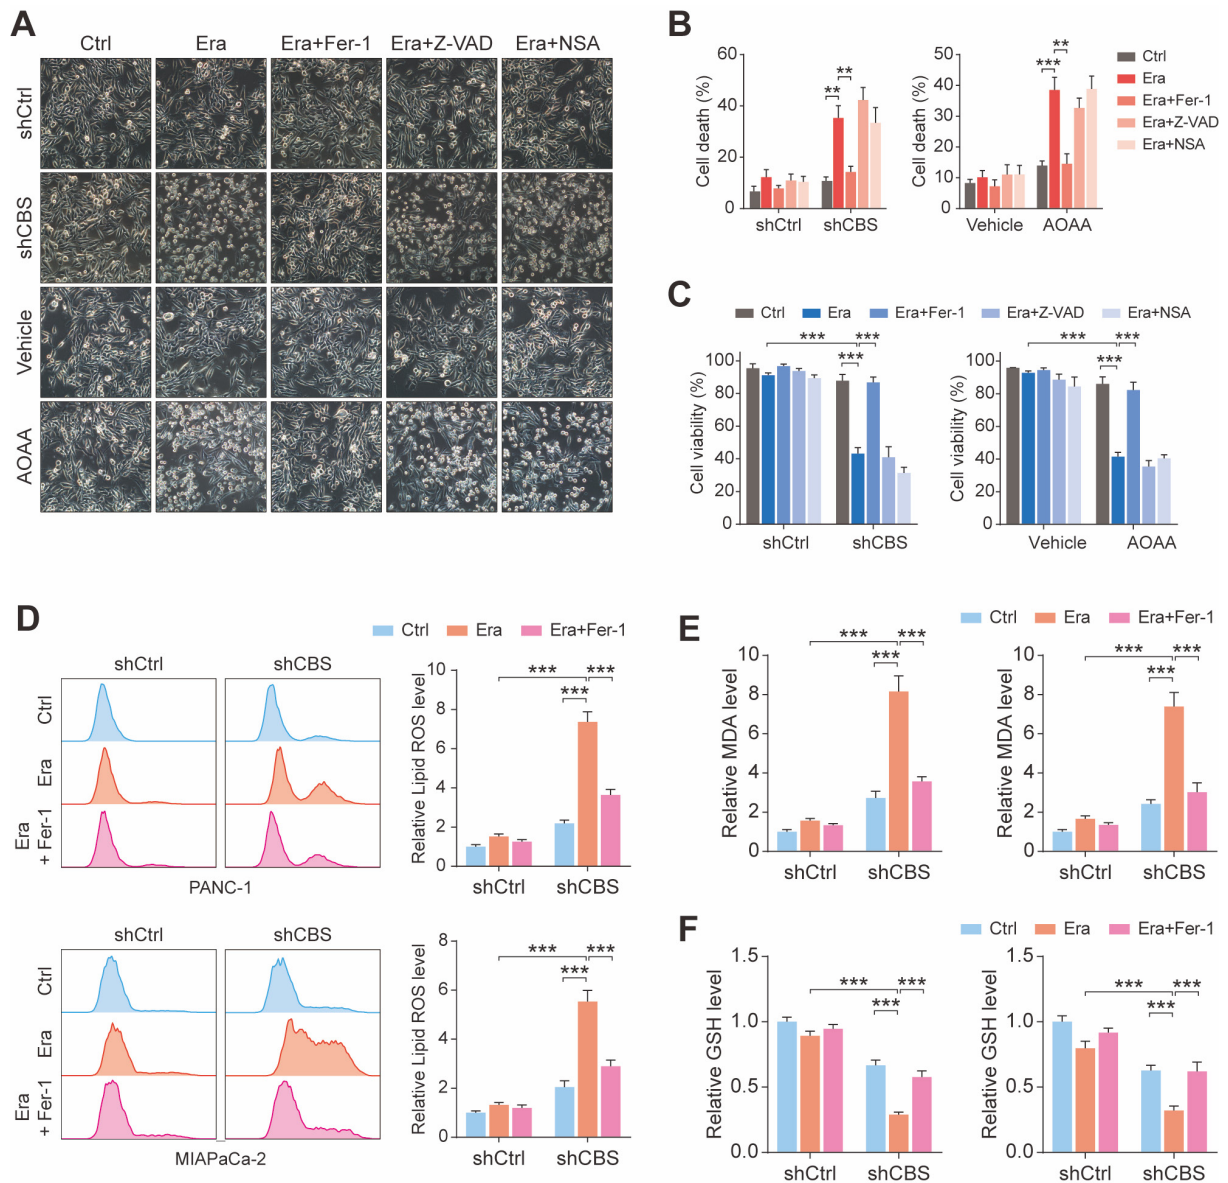 A
Ctrl Era Era+Fer-1 Era+Z-VAD Era+NSA
shCtrl
shCBS
Vehicle
AOAA
B
Cell death (%)
60
40
20
0
** **
shCtrl shCBS
Cell death (%)
50
40
30
20
10
0
*** **
Vehicle AOAA
Ctrl
Era
Era+Fer-1
Era+Z-VAD
Era+NSA
C
Ctrl Era Era+Fer-1 Era+Z-VAD Era+NSA
Cell viability (%)
100
80
60
40
20
0
*** *** ***
shCtrl shCBS
Cell viability (%)
100
80
60
40
20
0
*** *** ***
Vehicle AOAA
D
Ctrl Era Era+Fer-1
shCtrl shCBS
Ctrl
Era
Era
+ Fer-1
PANC-1
Relative Lipid ROS level
10
8
6
4
2
0
*** *** ***
shCtrl shCBS
shCtrl shCBS
Ctrl
Era
Era
+ Fer-1
MIAPaCa-2
Relative Lipid ROS level
8
6
4
2
0
*** *** ***
shCtrl shCBS
E
Ctrl Era Era+Fer-1
Relative MDA level
10
8
6
4
2
0
*** *** ***
shCtrl shCBS
Relative MDA level
10
8
6
4
2
0
*** *** ***
shCtrl shCBS
F
Ctrl Era Era+Fer-1
Relative GSH level
1.5
1.0
0.5
0.0
*** *** ***
shCtrl shCBS
Relative GSH level
1.5
1.0
0.5
0.0
*** *** ***
shCtrl shCBS